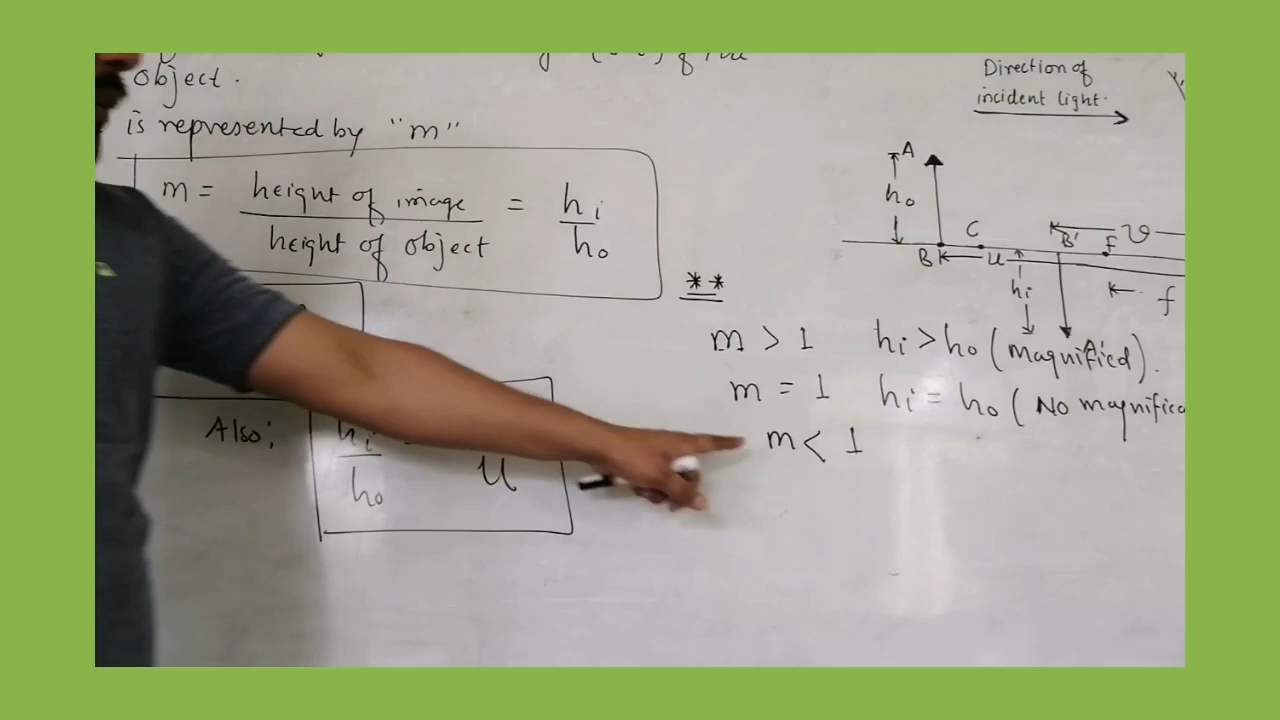 object.
is represented by "m"
m = height of image / height of object = hi / ho
Also;
hi / ho
u
**
m > 1 hi > ho (magnified).
m = 1 hi = ho ( No magnifica
m < 1
Direction of
incident light.
A
ho
C
B' F
v
B
u
hi
f
A'